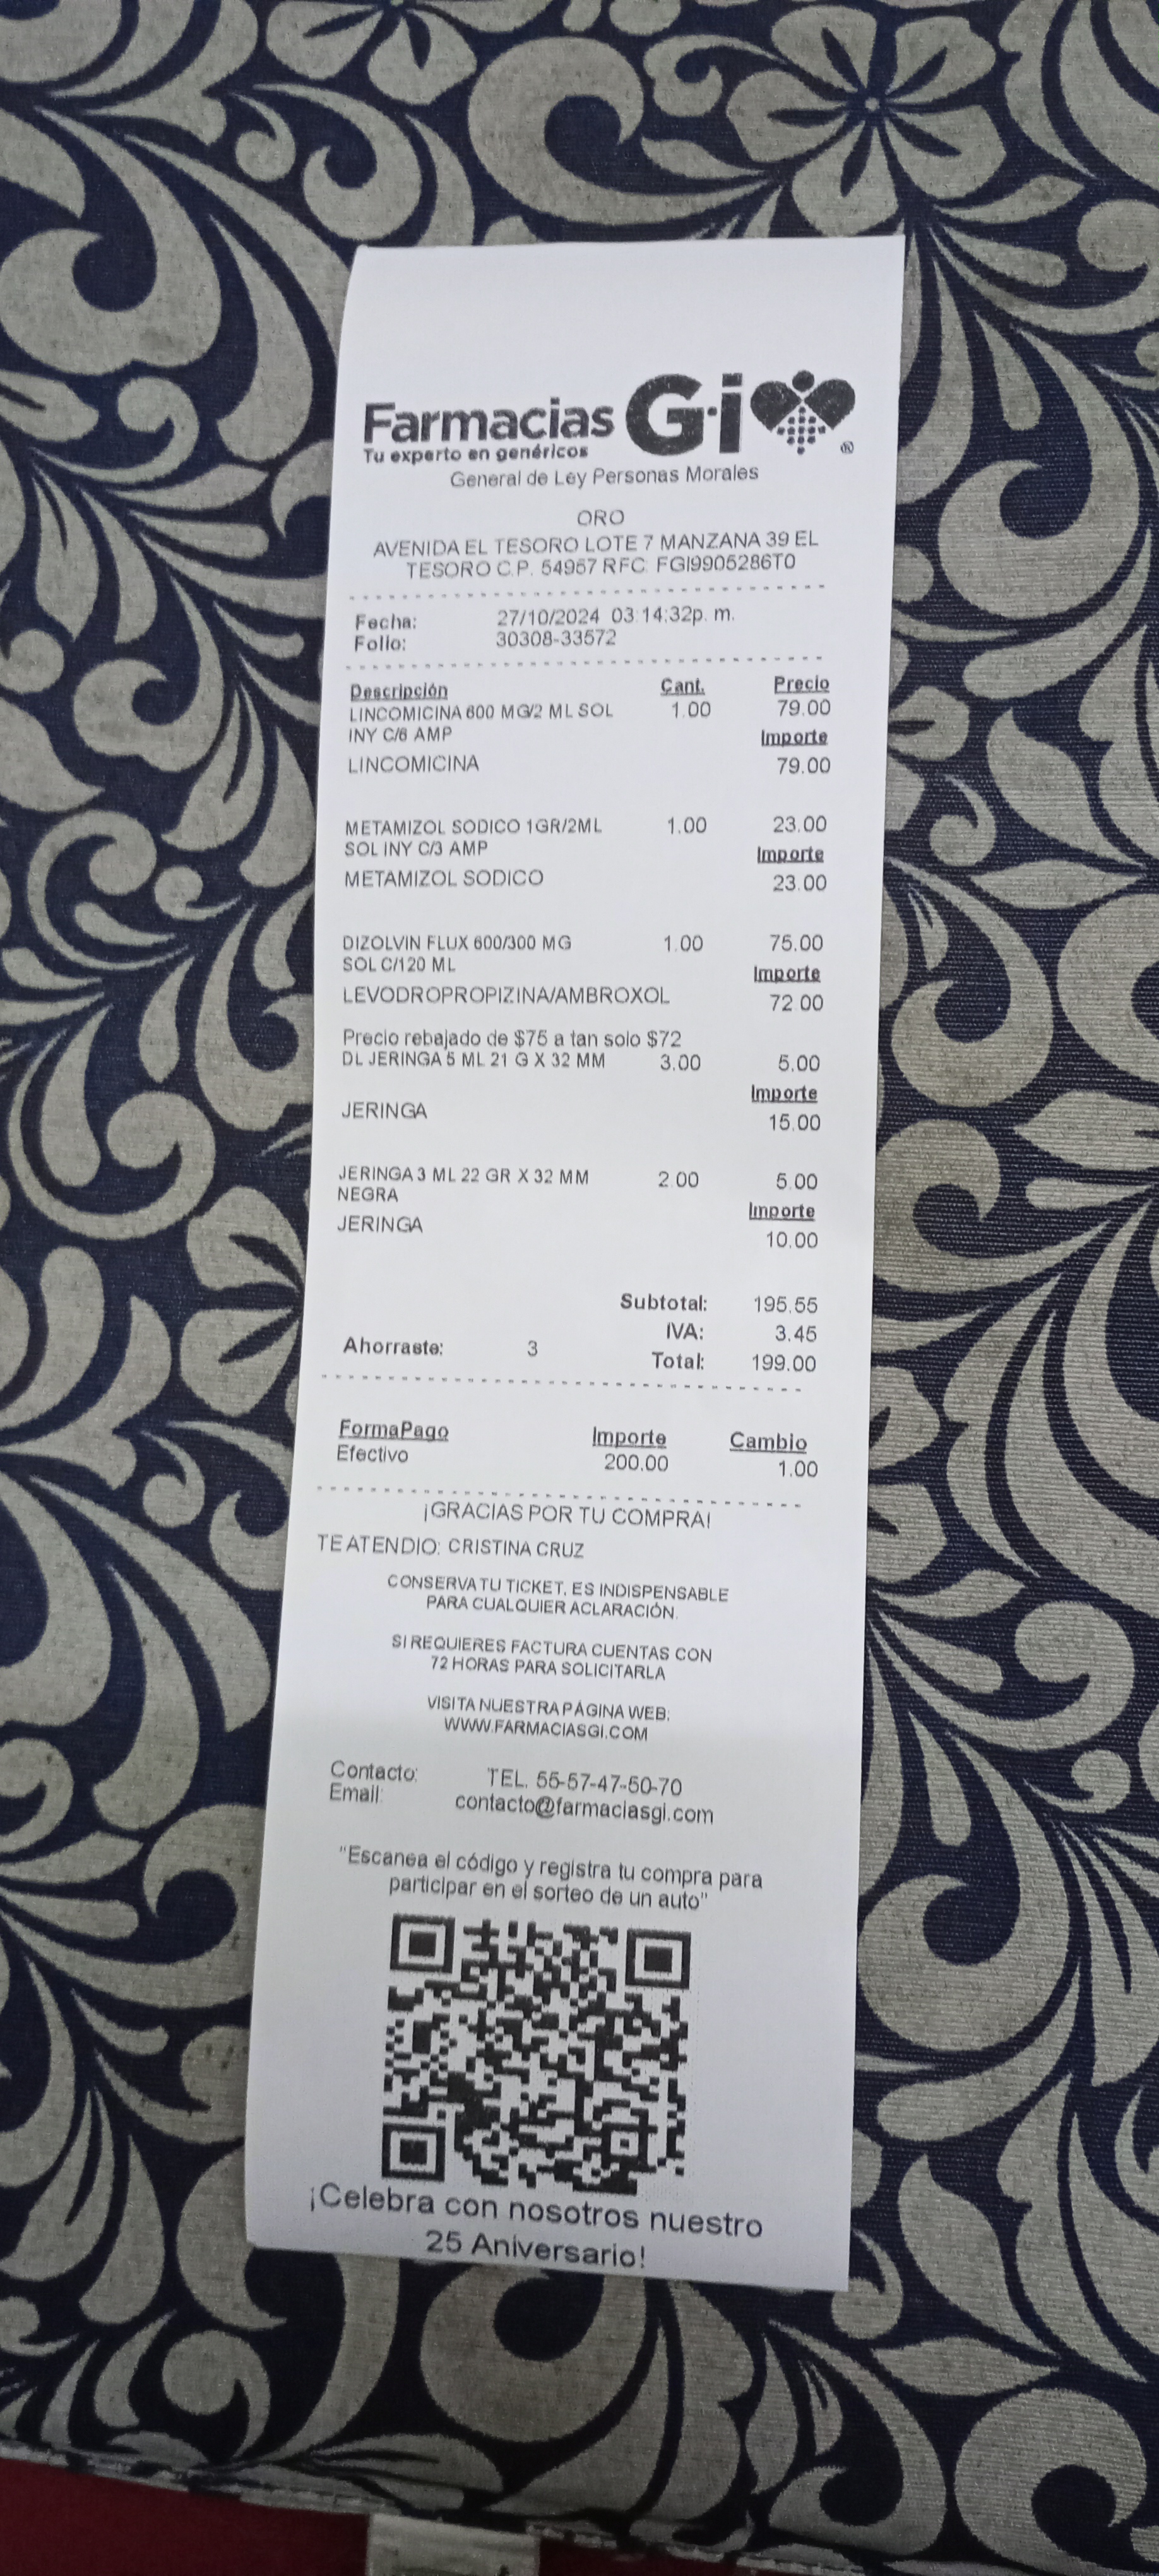 Farmacias Gi
Tu experto en genéricos
®
General de Ley Personas Morales
ORO
AVENIDA EL TESORO LOTE 7 MANZANA 39 EL
TESORO C.P. 54957 RFC: FGI9905286T0
Fecha: 27/10/2024 03:14:32p. m.
Folio: 30308-33572
Descripción Cant. Precio
LINCOMICINA 600 MG/2 ML SOL 1.00 79.00
INY C/6 AMP Importe
LINCOMICINA 79.00
METAMIZOL SODICO 1GR/2ML 1.00 23.00
SOL INY C/3 AMP Importe
METAMIZOL SODICO 23.00
DIZOLVIN FLUX 600/300 MG 1.00 75.00
SOL C/120 ML Importe
LEVODROPROPIZINA/AMBROXOL 72.00
Precio rebajado de $75 a tan solo $72
DL JERINGA 5 ML 21 G X 32 MM 3.00 5.00
Importe
JERINGA 15.00
JERINGA 3 ML 22 GR X 32 MM 2.00 5.00
NEGRA Importe
JERINGA 10.00
Subtotal: 195.55
IVA: 3.45
Ahorraste: 3 Total: 199.00
FormaPago Importe Cambio
Efectivo 200.00 1.00
¡GRACIAS POR TU COMPRA!
TE ATENDIO: CRISTINA CRUZ
CONSERVA TU TICKET, ES INDISPENSABLE
PARA CUALQUIER ACLARACIÓN.
SI REQUIERES FACTURA CUENTAS CON
72 HORAS PARA SOLICITARLA
VISITA NUESTRA PÁGINA WEB:
WWW.FARMACIASGI.COM
Contacto: TEL. 55-57-47-50-70
Email: contacto@farmaciasgi.com
"Escanea el código y registra tu compra para
participar en el sorteo de un auto"
¡Celebra con nosotros nuestro
25 Aniversario!